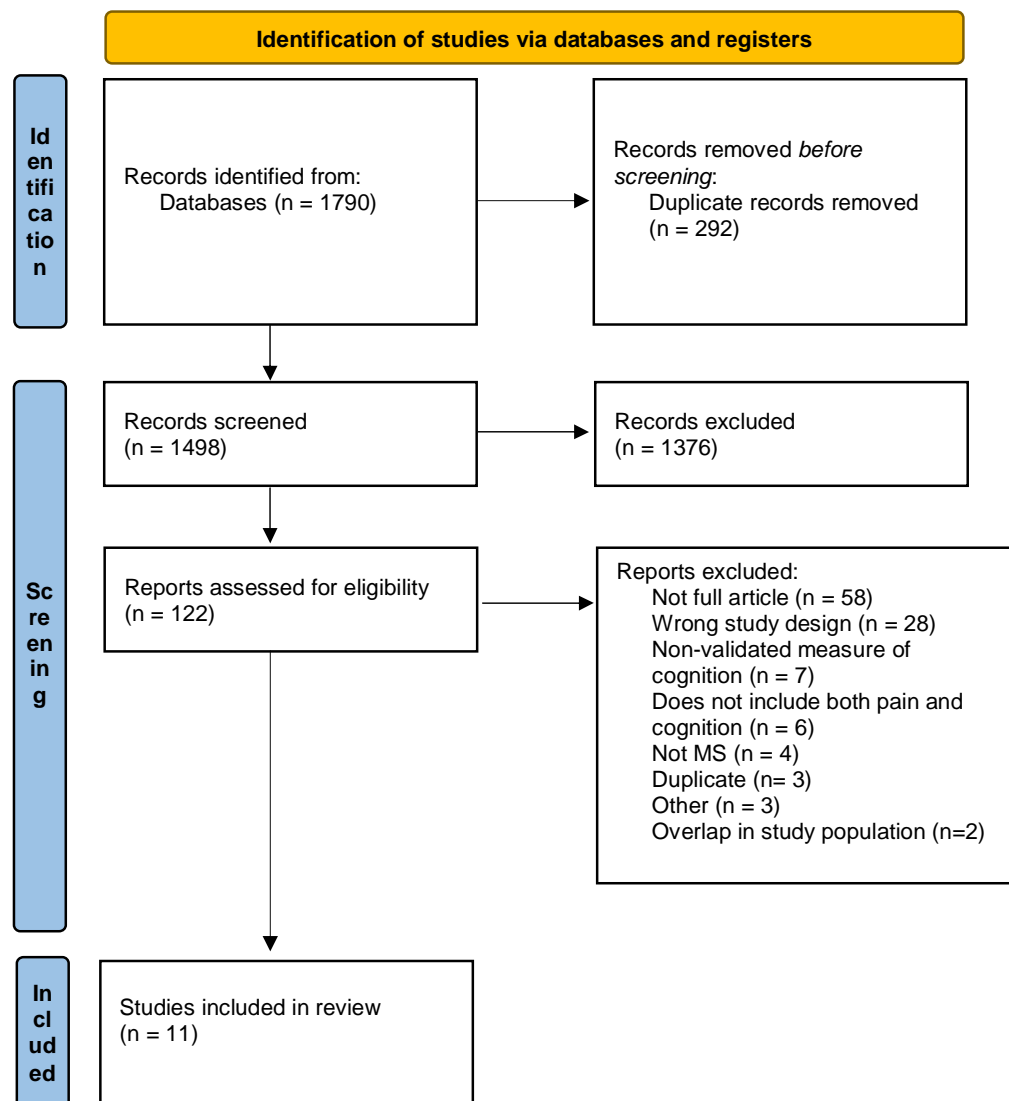 Identification of studies via databases and registers
Id
en
tifi
ca
tio
n
Records identified from:
Databases (n = 1790)
Records removed before
screening:
Duplicate records removed
(n = 292)
Sc
re
en
in
g
Records screened
(n = 1498)
Records excluded
(n = 1376)
Reports assessed for eligibility
(n = 122)
Reports excluded:
Not full article (n = 58)
Wrong study design (n = 28)
Non-validated measure of
cognition (n = 7)
Does not include both pain and
cognition (n = 6)
Not MS (n = 4)
Duplicate (n= 3)
Other (n = 3)
Overlap in study population (n=2)
In
cl
ud
ed
Studies included in review
(n = 11)